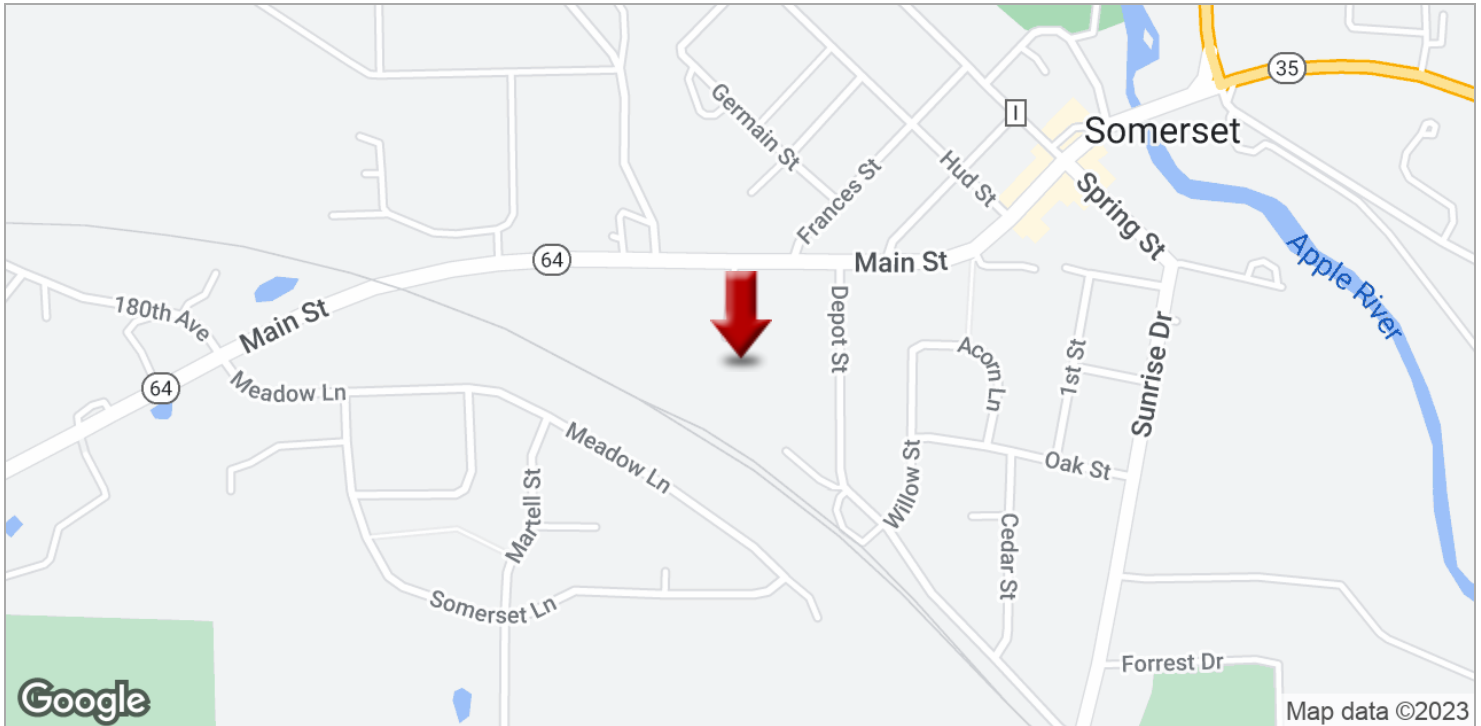 35
Germain St
I
Somerset
Hud St
Frances St
Spring St
64
Main St
Apple River
180th Ave
Main St
Depot St
Sunrise Dr
Acorn Ln
1st St
64
Meadow Ln
Meadow Ln
Oak St
Willow St
Martell St
Cedar St
Somerset Ln
Forrest Dr
Google
Map data ©2023